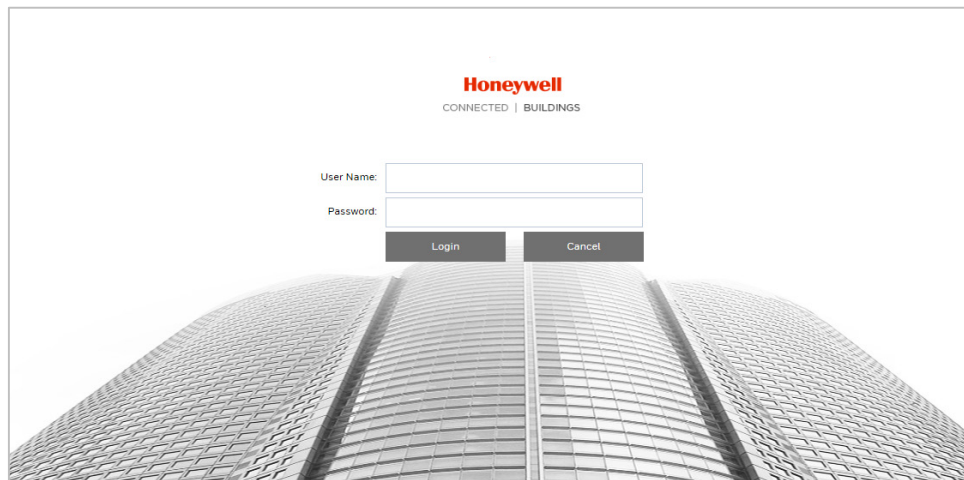 Honeywell
CONNECTED | BUILDINGS
User Name:
Password:
Login Cancel